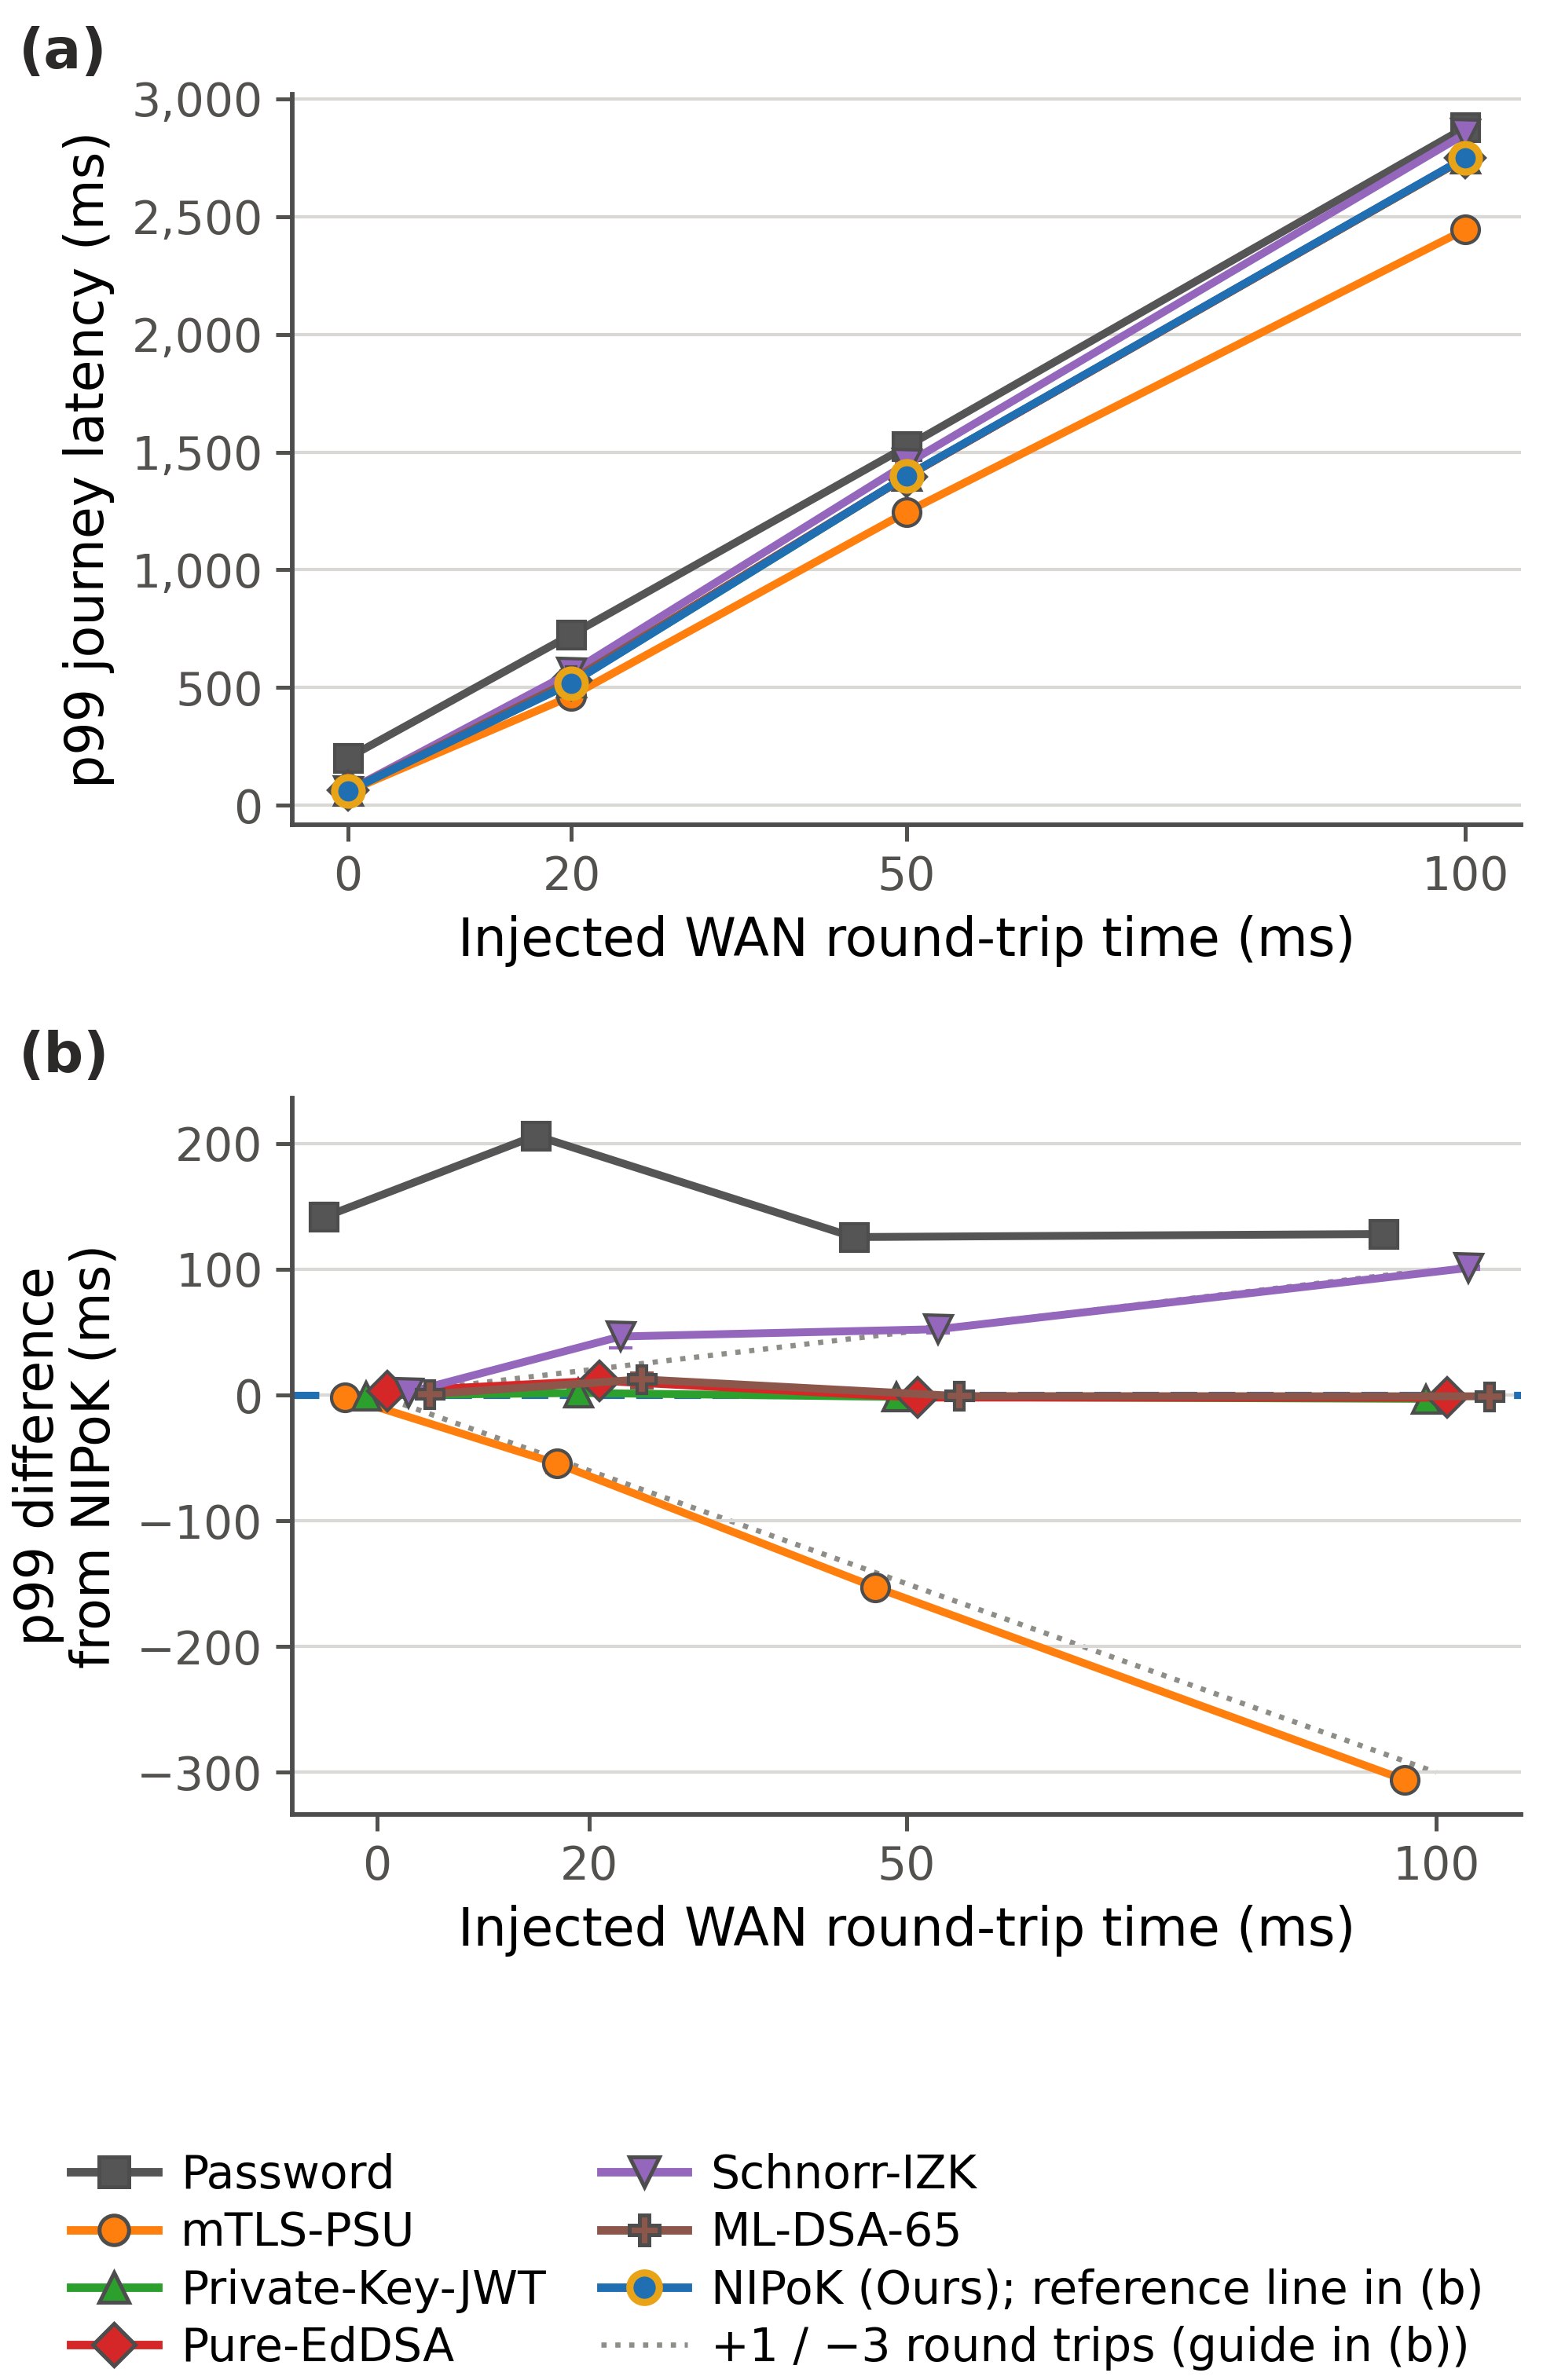 (a)
3,000
2,500
2,000
1,500
1,000
500
0
p99 journey latency (ms)
0 20 50 100
Injected WAN round-trip time (ms)
(b)
200
100
0
−100
−200
−300
p99 difference
from NIPoK (ms)
0 20 50 100
Injected WAN round-trip time (ms)
Password
mTLS-PSU
Private-Key-JWT
Pure-EdDSA
Schnorr-IZK
ML-DSA-65
NIPoK (Ours); reference line in (b)
+1 / −3 round trips (guide in (b))